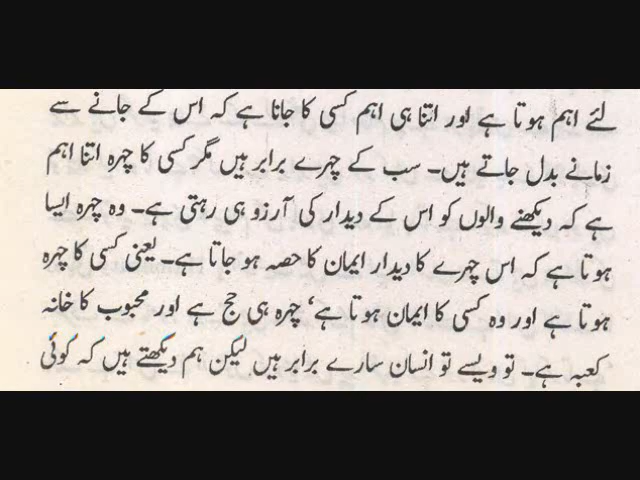 لئے اہم ہوتا ہے اور اتنا ہی اہم کسی کا جانا ہے کہ اس کے جانے سے
زمانے بدل جاتے ہیں۔ سب کے چہرے برابر ہیں مگر کسی کا چہرہ اتنا اہم
ہے کہ دیکھنے والوں کو اس کے دیدار کی آرزو ہی رہتی ہے۔ وہ چہرہ ایسا
ہوتا ہے کہ اس چہرے کا دیدار ایمان کا حصہ ہو جاتا ہے۔ یعنی کسی کا چہرہ
ہوتا ہے اور وہ کسی کا ایمان ہوتا ہے‘ چہرہ ہی حج ہے اور محبوب کا خانہ
کعبہ ہے۔ تو ویسے تو انسان سارے برابر ہیں لیکن ہم دیکھتے ہیں کہ کوئی